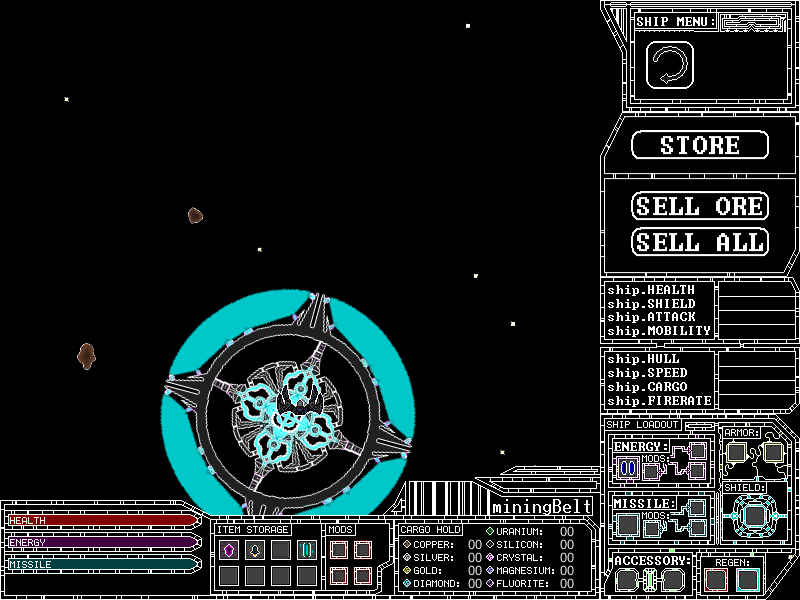 SHIP MENU:
STORE
SELL ORE
SELL ALL
ship.HEALTH
ship.SHIELD
ship.ATTACK
ship.MOBILITY
ship.HULL
ship.SPEED
ship.CARGO
ship.FIRERATE
SHIP LOADOUT
ARMOR:
ENERGY:
MODS:
SHIELD:
MISSILE:
MODS:
ACCESSORY:
REGEN:
miningBelt
HEALTH
ENERGY
MISSILE
ITEM STORAGE
MODS
CARGO HOLD
COPPER: 00
SILVER: 00
GOLD: 00
DIAMOND: 00
URANIUM: 00
SILICON: 00
CRYSTAL: 00
MAGNESIUM: 00
FLUORITE: 00